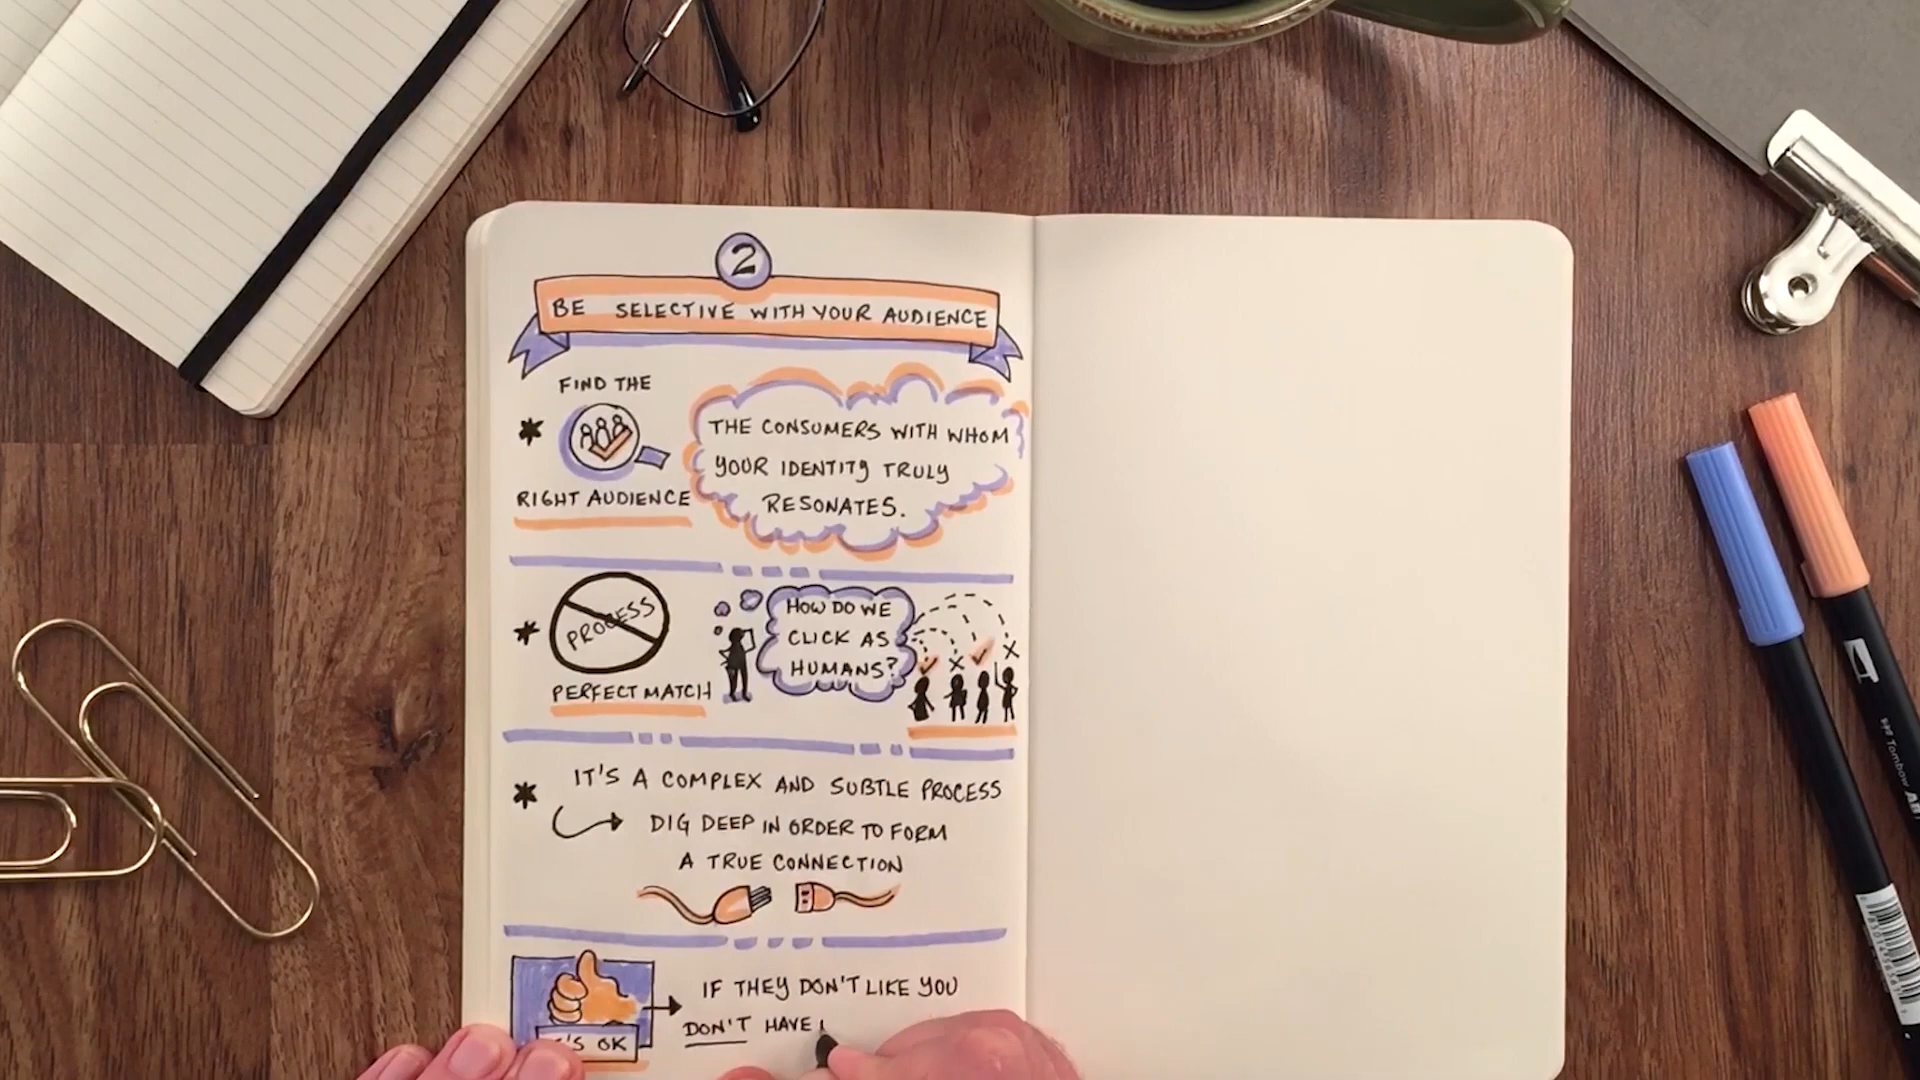 2
BE SELECTIVE WITH YOUR AUDIENCE
FIND THE
RIGHT AUDIENCE
THE CONSUMERS WITH WHOM
YOUR IDENTITY TRULY
RESONATES.
PROCESS
PERFECT MATCH
HOW DO WE
CLICK AS
HUMANS?
IT'S A COMPLEX AND SUBTLE PROCESS
DIG DEEP IN ORDER TO FORM
A TRUE CONNECTION
'S OK
IF THEY DON'T LIKE YOU
DON'T HAVE
Tombow